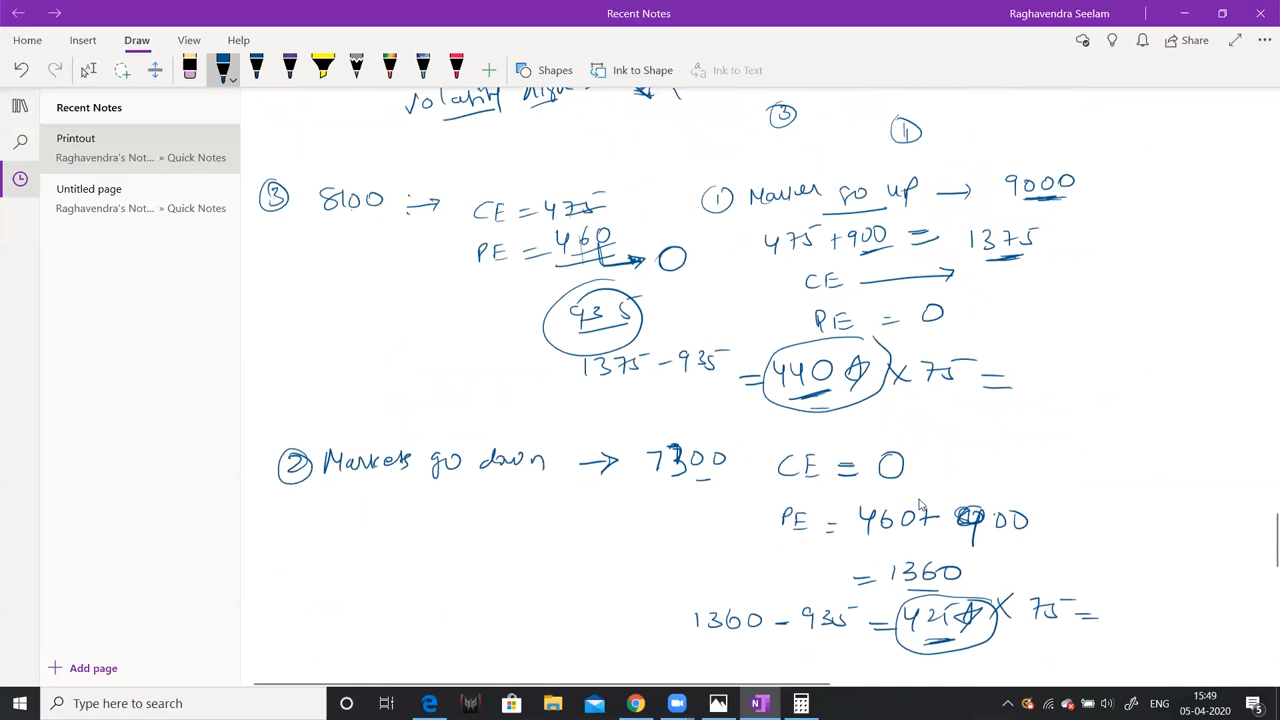 Recent Notes
Raghavendra Seelam
Home Insert Draw View Help
Share
Shapes
Ink to Shape
Ink to Text
Recent Notes
Printout
Raghavendra's Not... » Quick Notes
Untitled page
Raghavendra's Not... » Quick Notes
Add page
volatity
③
①
③ 8100 :→ CE = 475
PE = 460 → 0
935
① Market go up → 9000
475 + 900 = 1375
CE →
PE = 0
1375 - 935 = 440 × 75 =
② Markets go down → 7300
CE = 0
PE = 460 + 900
= 1360
1360 - 935 = 425 × 75 =
Type here to search
ENG
15:49
05-04-2020